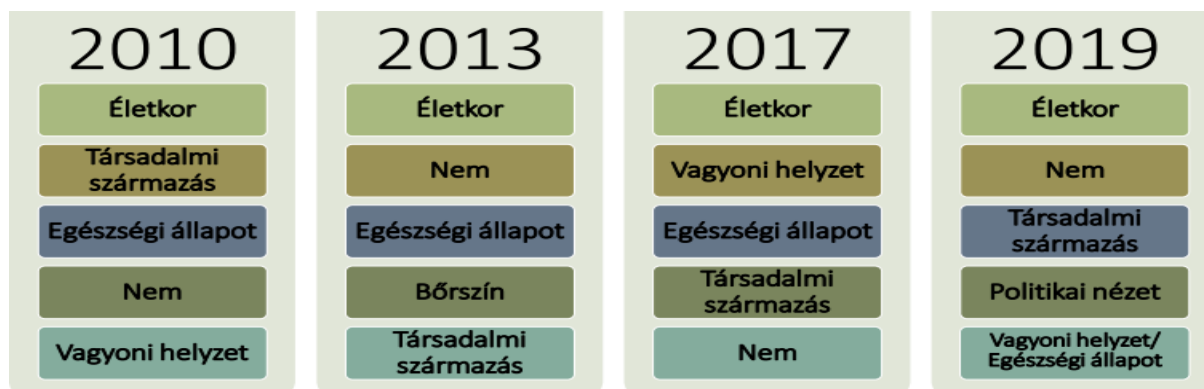 2010
Életkor
Társadalmi
származás
Egészségi állapot
Nem
Vagyoni helyzet
2013
Életkor
Nem
Egészségi állapot
Bőrszín
Társadalmi
származás
2017
Életkor
Vagyoni helyzet
Egészségi állapot
Társadalmi
származás
Nem
2019
Életkor
Nem
Társadalmi
származás
Politikai nézet
Vagyoni helyzet/
Egészségi állapot